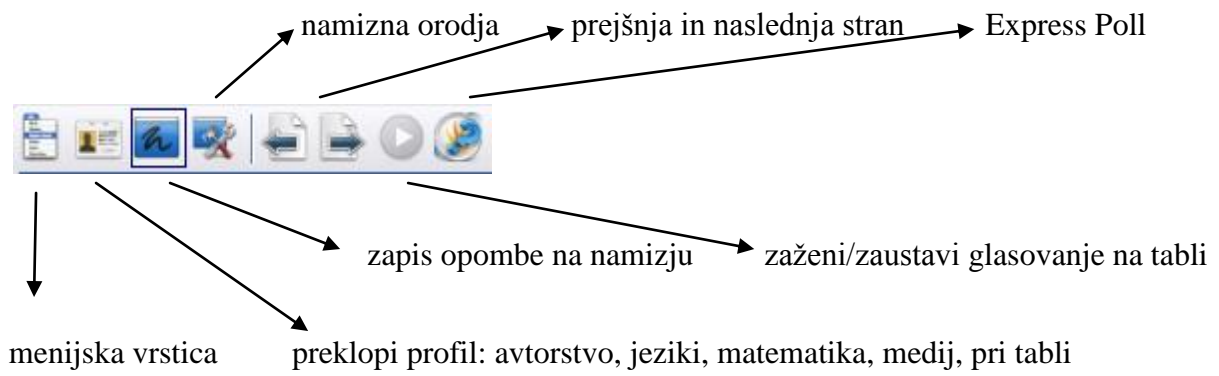 namizna orodja prejšnja in naslednja stran Express Poll
zapis opombe na namizju zaženi/zaustavi glasovanje na tabli
menijska vrstica preklopi profil: avtorstvo, jeziki, matematika, medij, pri tabli